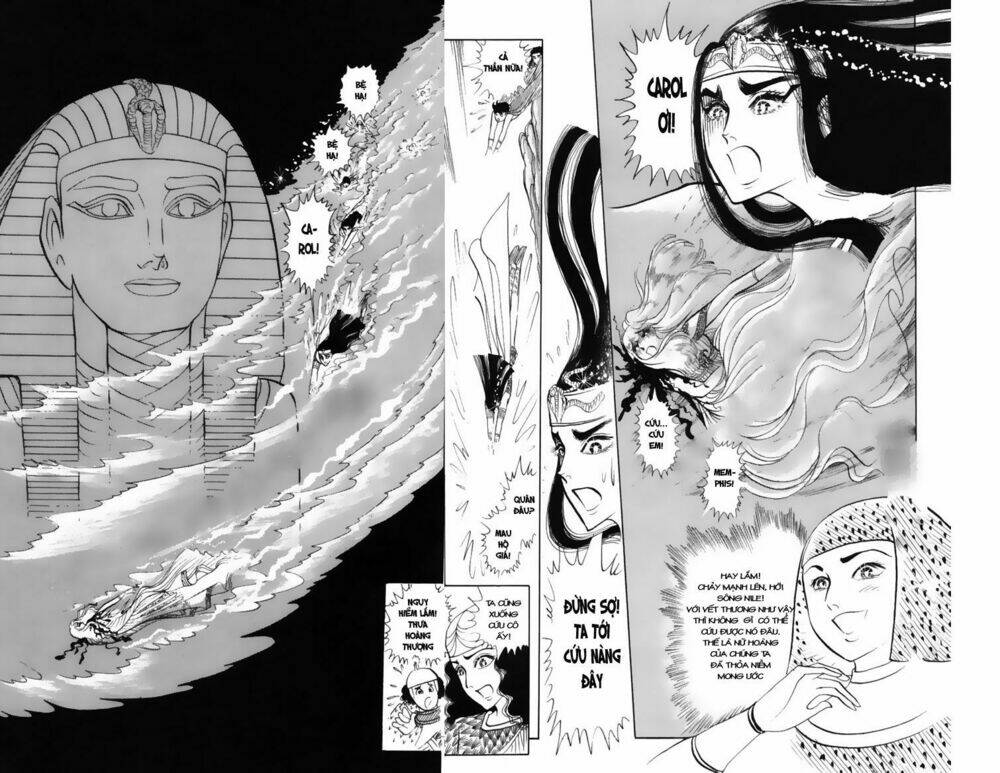 CAROL
ƠI!
CỨU...
CỨU
EM!
MEM-
PHIS!
HAY LẮM!
CHẢY MẠNH LÊN, HỠI
SÔNG NILE!
VỚI VẾT THƯƠNG NHƯ VẬY
THÌ KHÔNG GÌ CÓ THỂ
CỨU ĐƯỢC NÓ ĐÂU.
THẾ LÀ NỮ HOÀNG
CỦA CHÚNG TA
ĐÃ THỎA NIỀM
MONG ƯỚC
ĐỪNG SỢ!
TA TỚI
CỨU NÀNG
ĐÂY
CẢ
THẦN NỮA!
QUÂN
ĐÂU?
MAU
HỘ
GIÁ!
TA CŨNG
XUỐNG
CỨU CÔ
ẤY!
NGUY
HIỂM LẮM!
THƯA
HOÀNG
THƯỢNG
BỆ
HẠ!
BỆ
HẠ!
CA-
ROL!